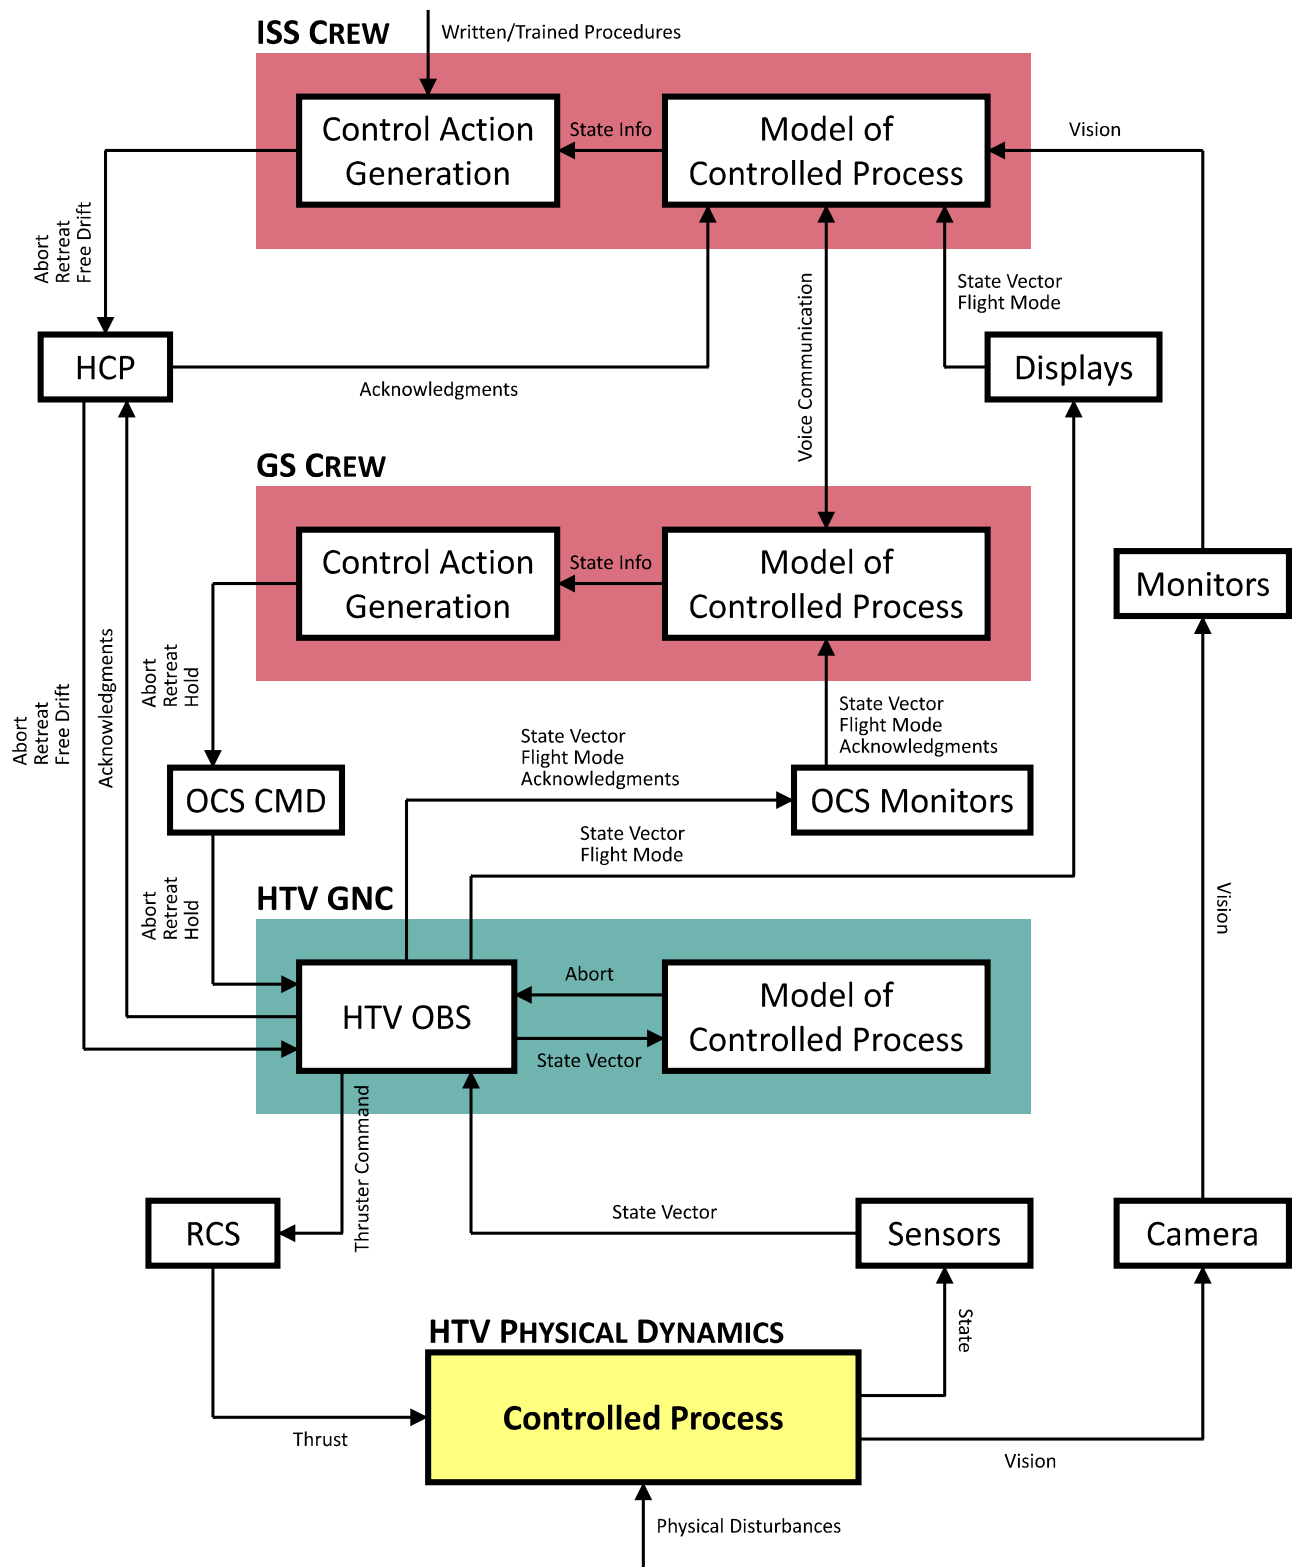 ISS CREW
Written/Trained Procedures
Control Action
Generation
State Info
Model of
Controlled Process
Vision
Abort
Retreat
Free Drift
State Vector
Flight Mode
Voice Communication
HCP
Acknowledgments
Displays
GS CREW
Control Action
Generation
State Info
Model of
Controlled Process
Monitors
Abort
Retreat
Free Drift
Acknowledgments
Abort
Retreat
Hold
State Vector
Flight Mode
Acknowledgments
State Vector
Flight Mode
Acknowledgments
OCS CMD
OCS Monitors
State Vector
Flight Mode
Abort
Retreat
Hold
Vision
HTV GNC
HTV OBS
Abort
State Vector
Model of
Controlled Process
Thruster Command
RCS
State Vector
Sensors
Camera
State
HTV PHYSICAL DYNAMICS
Controlled Process
Thrust
Vision
Physical Disturbances